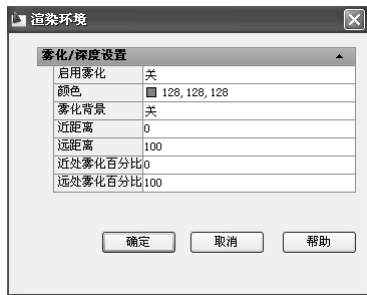 渲染环境
雾化/深度设置
启用雾化 关
颜色 128, 128, 128
雾化背景 关
近距离 0
远距离 100
近处雾化百分比 0
远处雾化百分比 100
确定 取消 帮助